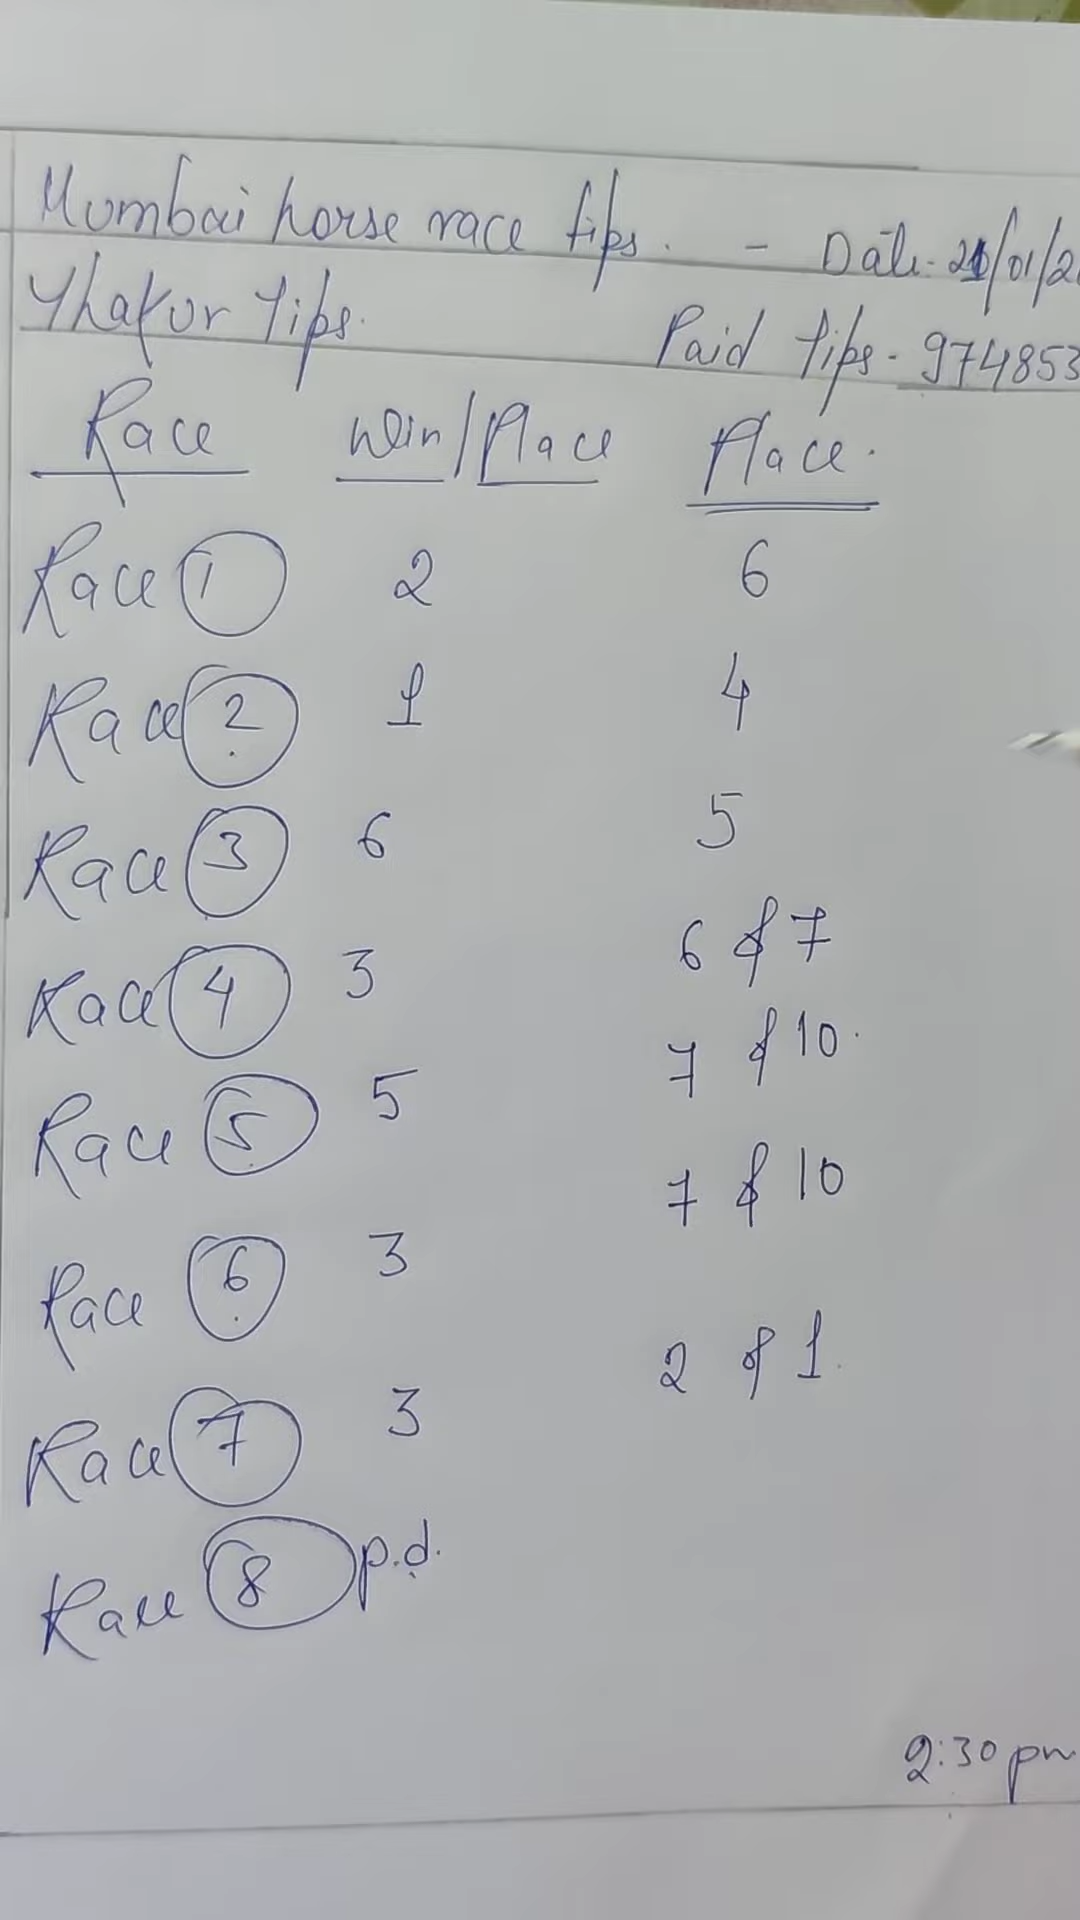 Mumbai horse race tips. - Date- 21/01/2
Thakur Tips.
Paid tips- 974853
Race Win/Place Place.
Race 1 2 6
Race 2 1 4
Race 3 6 5
Race 4 3 6 & 7
Race 5 5 7 & 10.
Race 6 3 7 & 10
Race 7 3 2 & 1.
Race 8 p.d.
2:30 pm